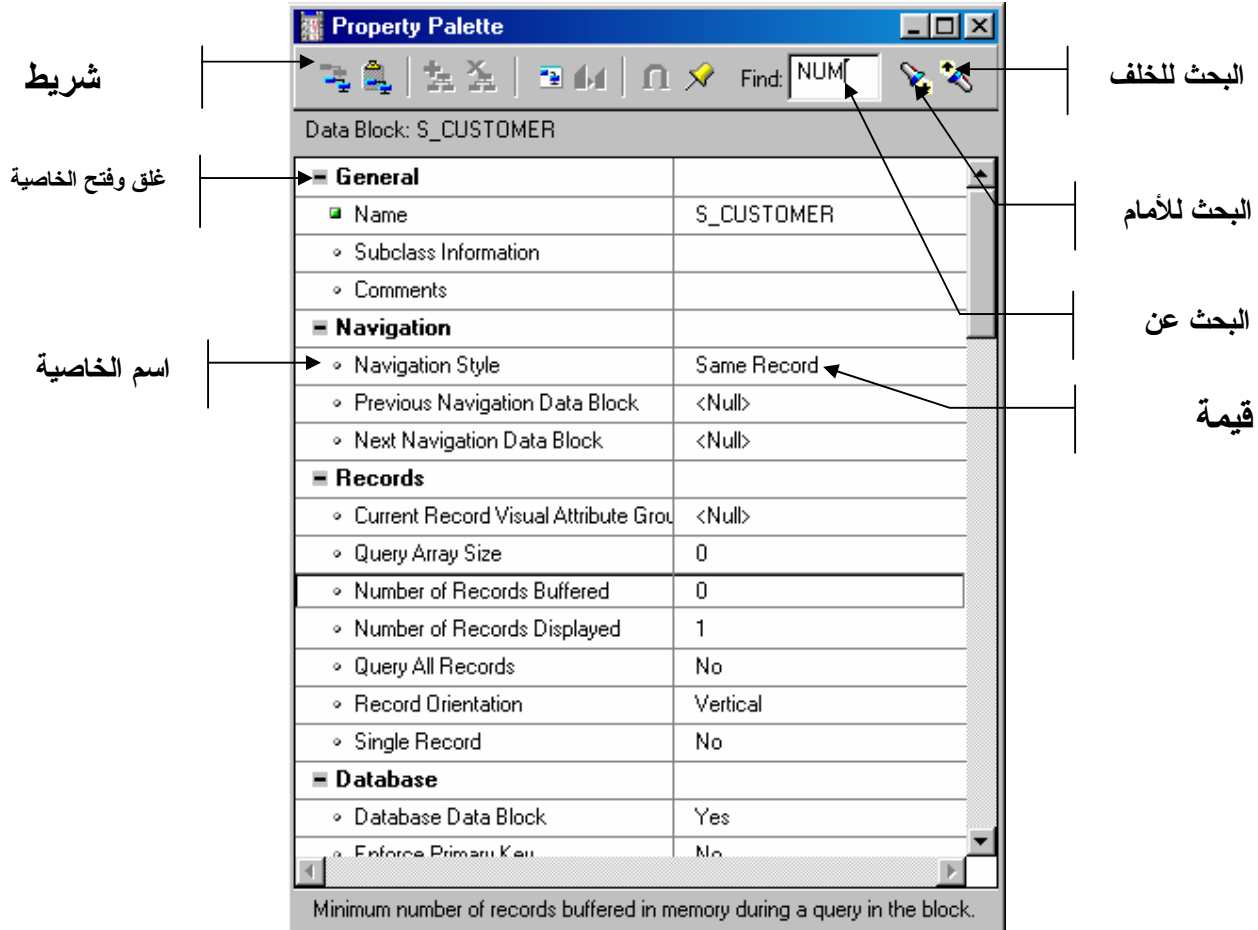 Property Palette
شريط
Find: NUM
البحث للخلف
Data Block: S_CUSTOMER
غلق وفتح الخاصية
General
البحث للأمام
Name S_CUSTOMER
Subclass Information
Comments
البحث عن
Navigation
اسم الخاصية
Navigation Style Same Record
قيمة
Previous Navigation Data Block <Null>
Next Navigation Data Block <Null>
Records
Current Record Visual Attribute Grou <Null>
Query Array Size 0
Number of Records Buffered 0
Number of Records Displayed 1
Query All Records No
Record Orientation Vertical
Single Record No
Database
Database Data Block Yes
Enforce Primary Key No
Minimum number of records buffered in memory during a query in the block.